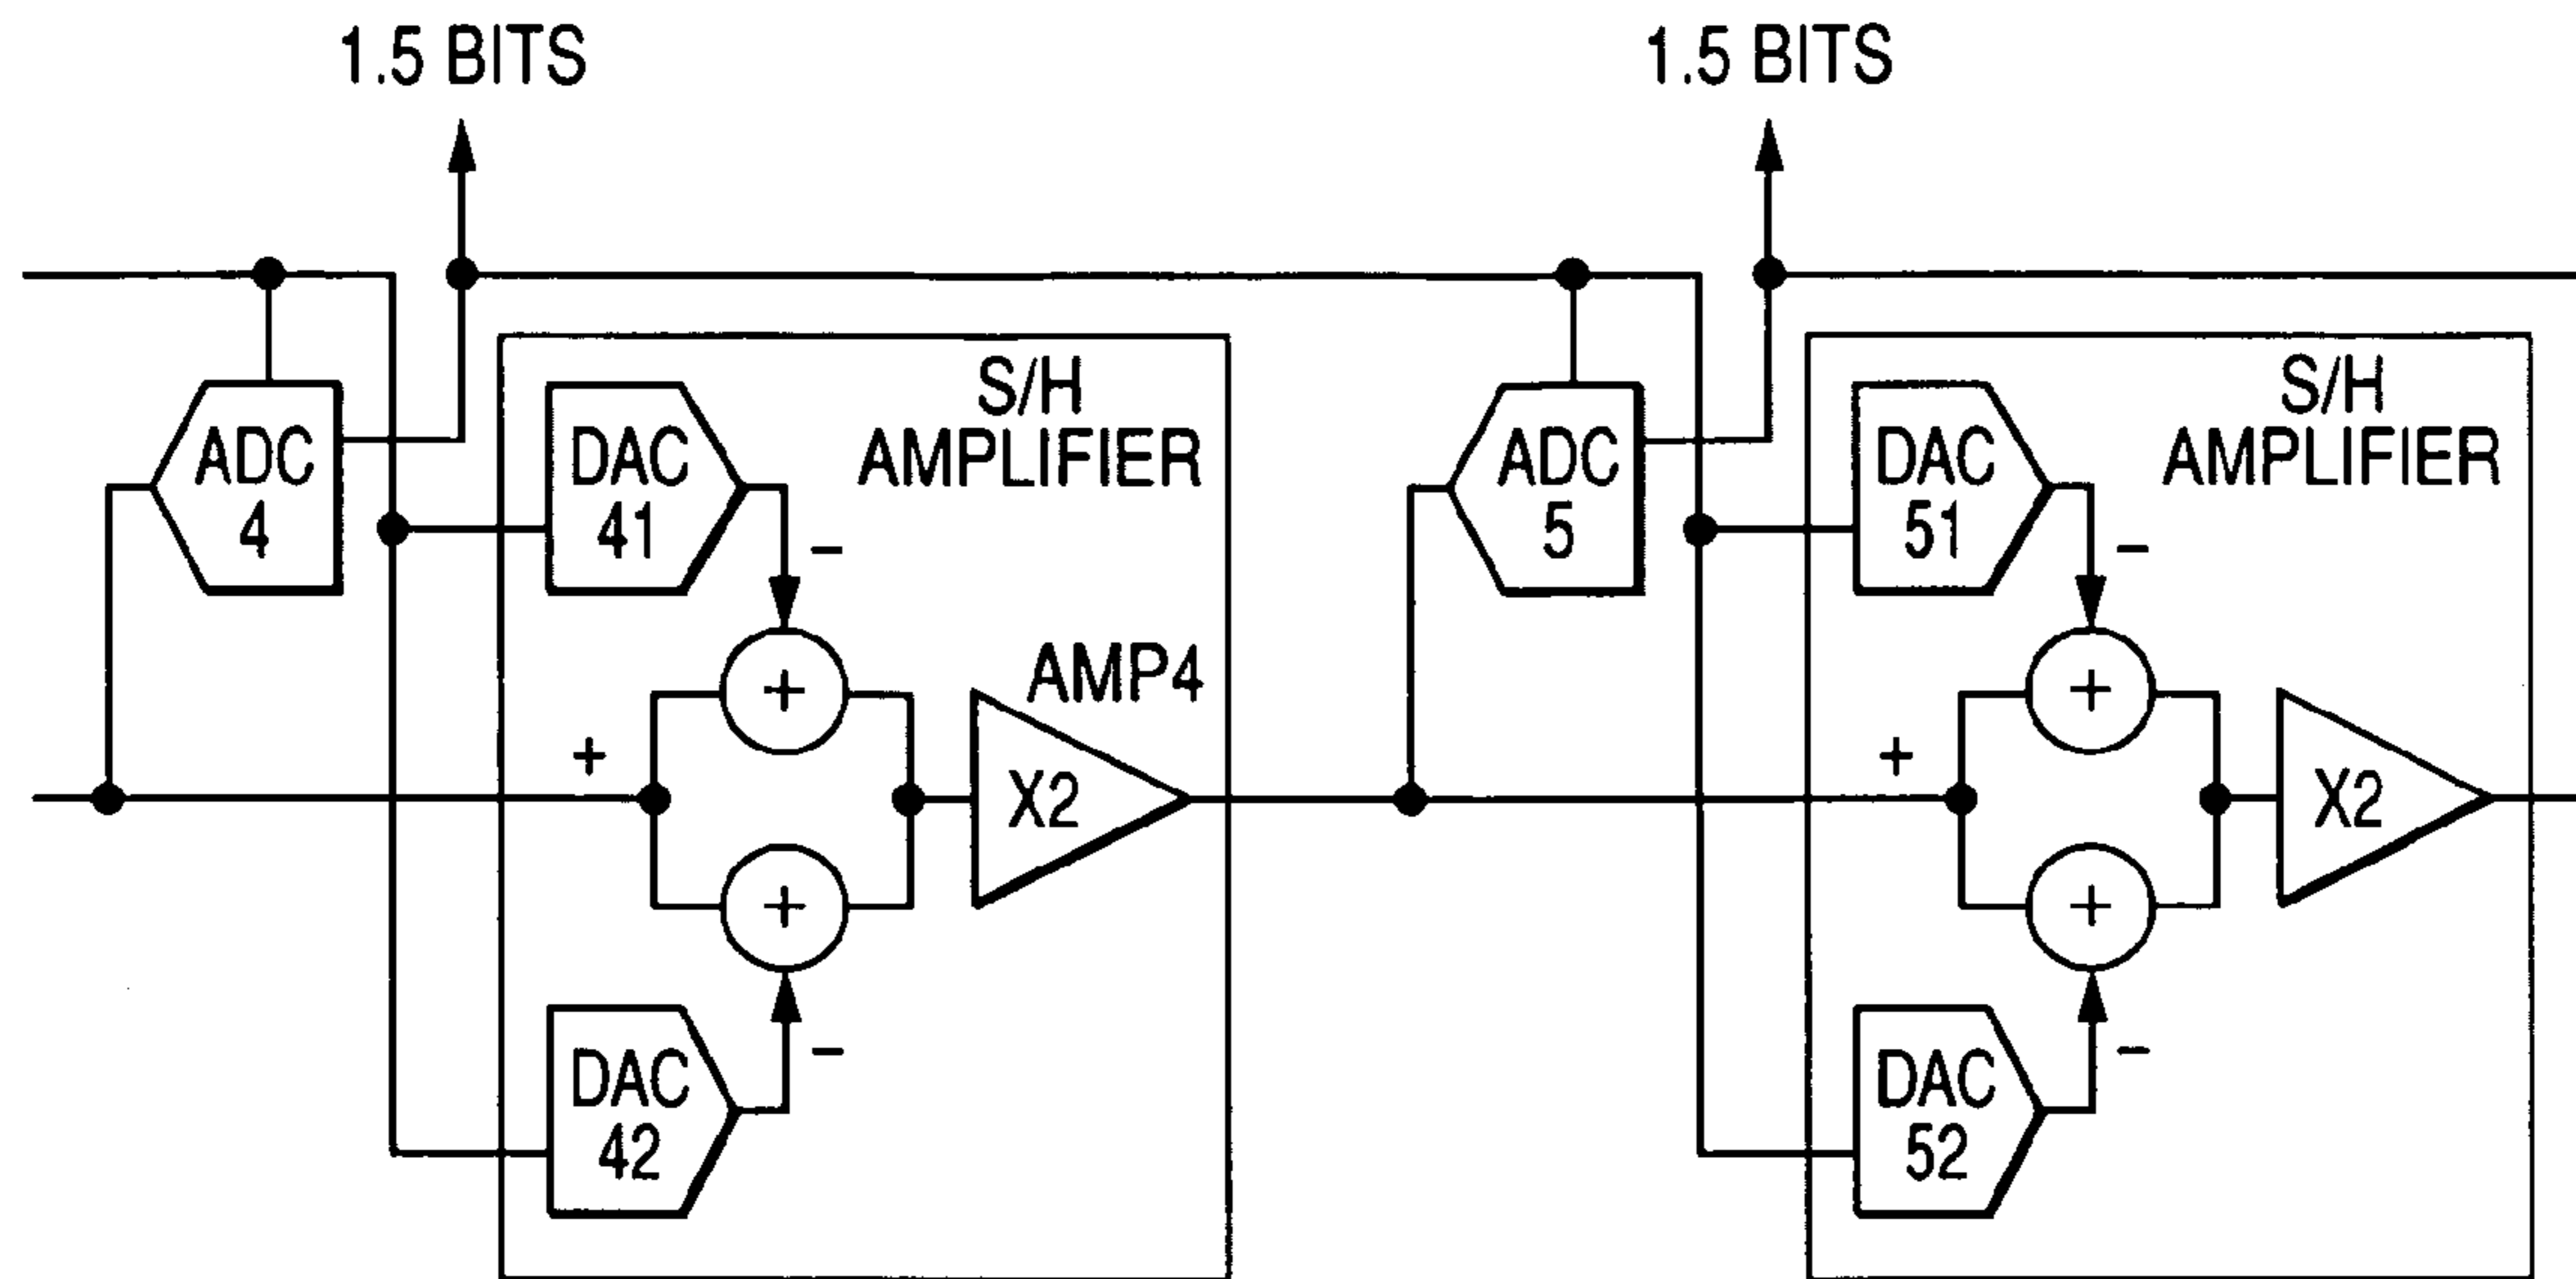 1.5 BITS
1.5 BITS
ADC
4
DAC
41
S/H
AMPLIFIER
-
AMP4
+
+
X2
+
-
DAC
42
ADC
5
DAC
51
S/H
AMPLIFIER
-
+
+
X2
+
-
DAC
52